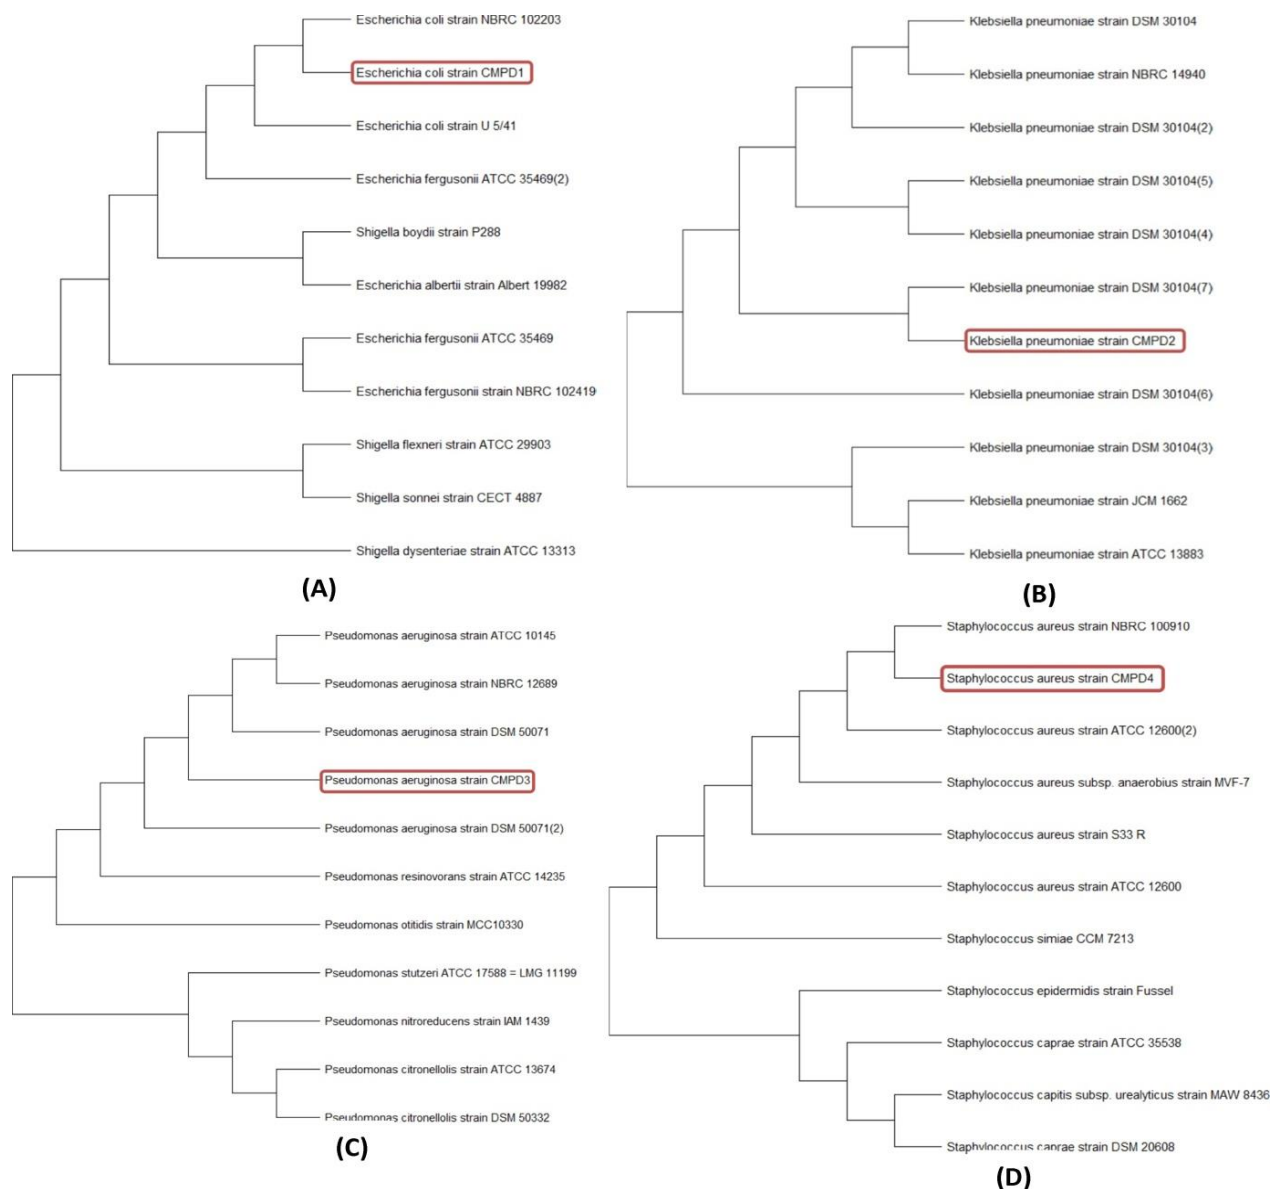 Escherichia coli strain NBRC 102203
Escherichia coli strain CMPD1
Escherichia coli strain U 5/41
Escherichia fergusonii ATCC 35469(2)
Shigella boydii strain P288
Escherichia albertii strain Albert 19982
Escherichia fergusonii ATCC 35469
Escherichia fergusonii strain NBRC 102419
Shigella flexneri strain ATCC 29903
Shigella sonnei strain CECT 4887
Shigella dysenteriae strain ATCC 13313
(A)
Klebsiella pneumoniae strain DSM 30104
Klebsiella pneumoniae strain NBRC 14940
Klebsiella pneumoniae strain DSM 30104(2)
Klebsiella pneumoniae strain DSM 30104(5)
Klebsiella pneumoniae strain DSM 30104(4)
Klebsiella pneumoniae strain DSM 30104(7)
Klebsiella pneumoniae strain CMPD2
Klebsiella pneumoniae strain DSM 30104(6)
Klebsiella pneumoniae strain DSM 30104(3)
Klebsiella pneumoniae strain JCM 1662
Klebsiella pneumoniae strain ATCC 13883
(B)
Pseudomonas aeruginosa strain ATCC 10145
Pseudomonas aeruginosa strain NBRC 12689
Pseudomonas aeruginosa strain DSM 50071
Pseudomonas aeruginosa strain CMPD3
Pseudomonas aeruginosa strain DSM 50071(2)
Pseudomonas resinovorans strain ATCC 14235
Pseudomonas otitidis strain MCC10330
Pseudomonas stutzeri ATCC 17588 = LMG 11199
Pseudomonas nitroreducens strain IAM 1439
Pseudomonas citronellolis strain ATCC 13674
Pseudomonas citronellolis strain DSM 50332
(C)
Staphylococcus aureus strain NBRC 100910
Staphylococcus aureus strain CMPD4
Staphylococcus aureus strain ATCC 12600(2)
Staphylococcus aureus subsp. anaerobius strain MVF-7
Staphylococcus aureus strain S33 R
Staphylococcus aureus strain ATCC 12600
Staphylococcus simiae CCM 7213
Staphylococcus epidermidis strain Fussel
Staphylococcus caprae strain ATCC 35538
Staphylococcus capitis subsp. urealyticus strain MAW 8436
Staphylococcus caprae strain DSM 20608
(D)